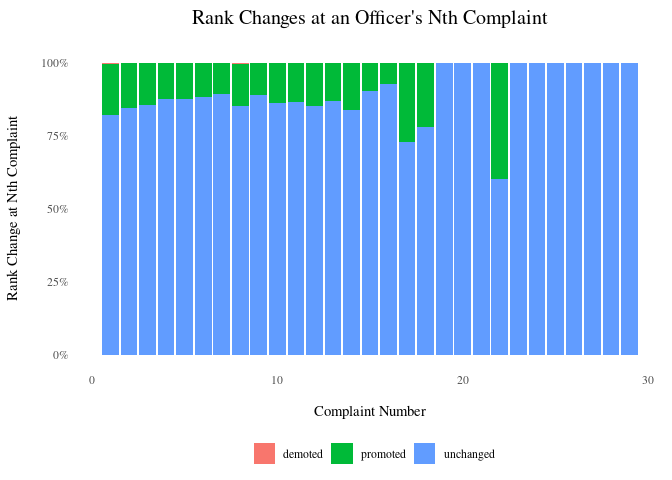 Rank Changes at an Officer's Nth Complaint
Rank Change at Nth Complaint
100%
75%
50%
25%
0%
0 10 20 30
Complaint Number
demoted promoted unchanged